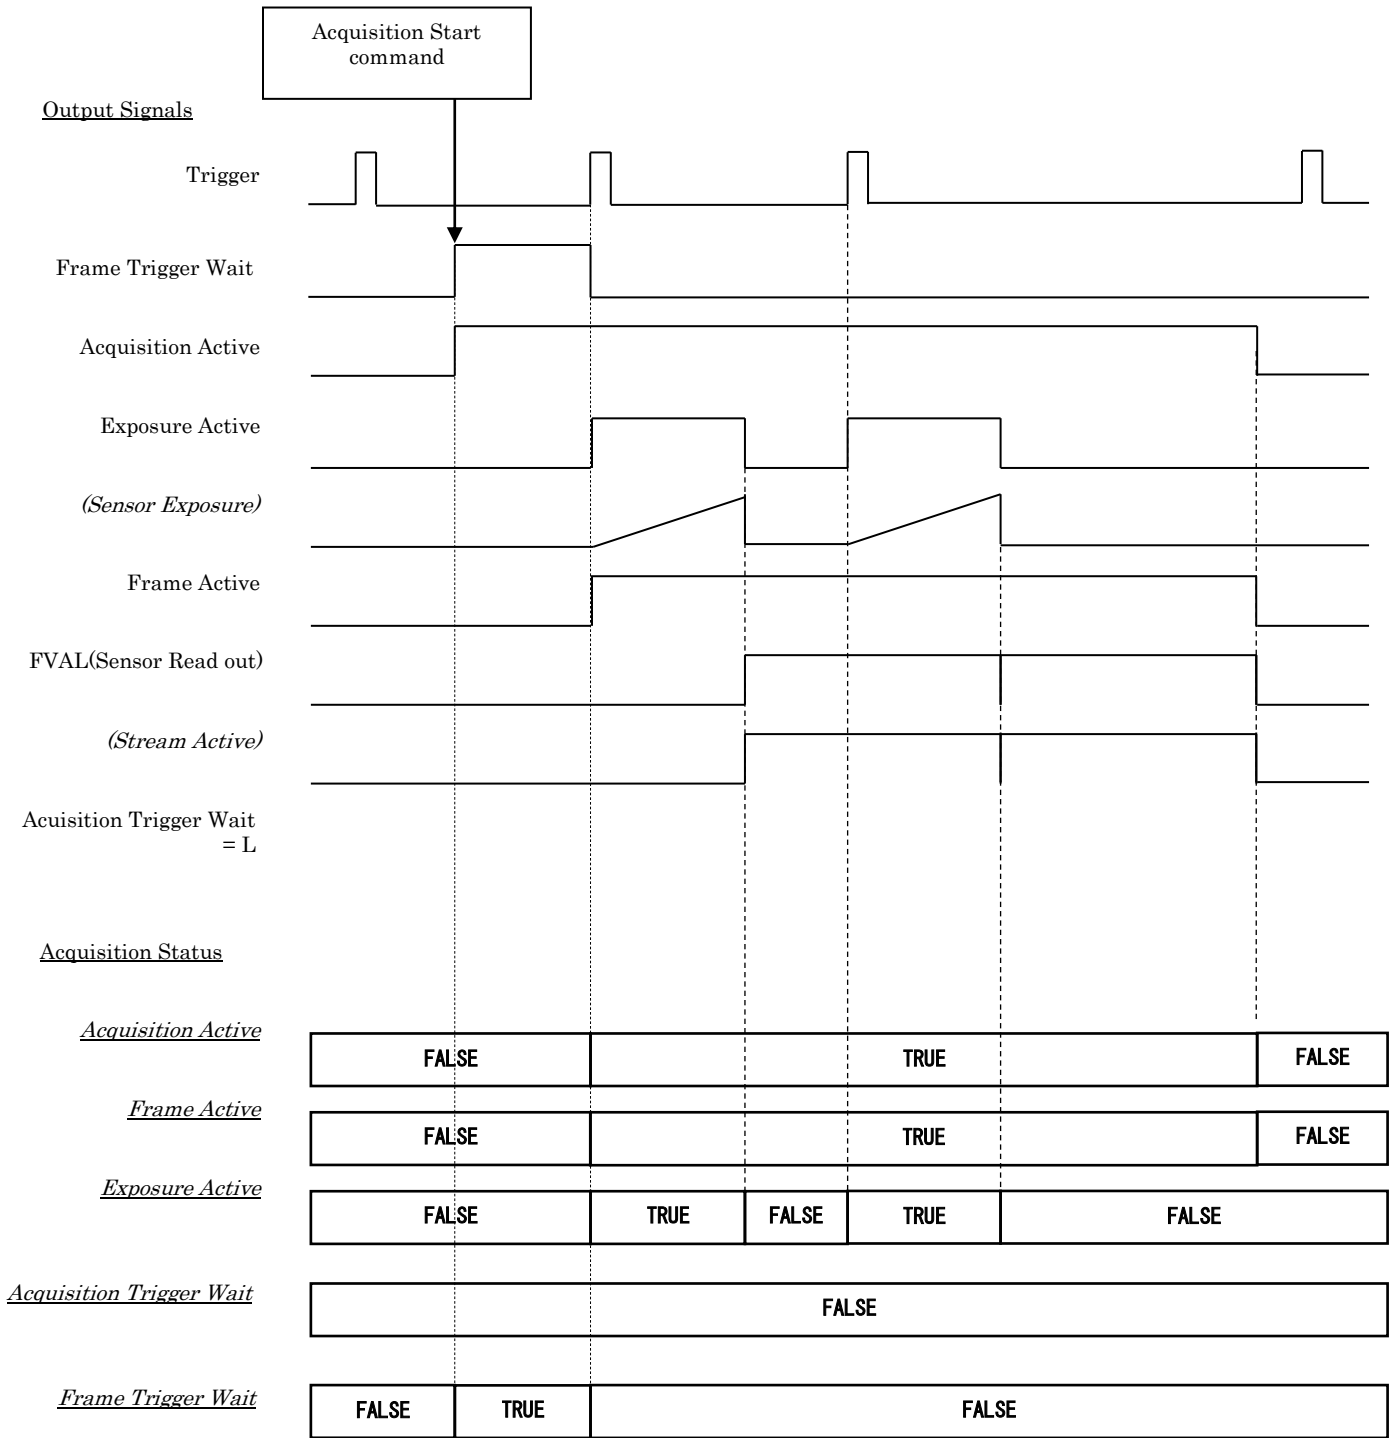 Acquisition Start
command
Output Signals
Trigger
Frame Trigger Wait
Acquisition Active
Exposure Active
(Sensor Exposure)
Frame Active
FVAL(Sensor Read out)
(Stream Active)
Acuisition Trigger Wait
= L
Acquisition Status
Acquisition Active
FALSE TRUE FALSE
Frame Active
FALSE TRUE FALSE
Exposure Active
FALSE TRUE FALSE TRUE FALSE
Acquisition Trigger Wait
FALSE
Frame Trigger Wait
FALSE TRUE FALSE